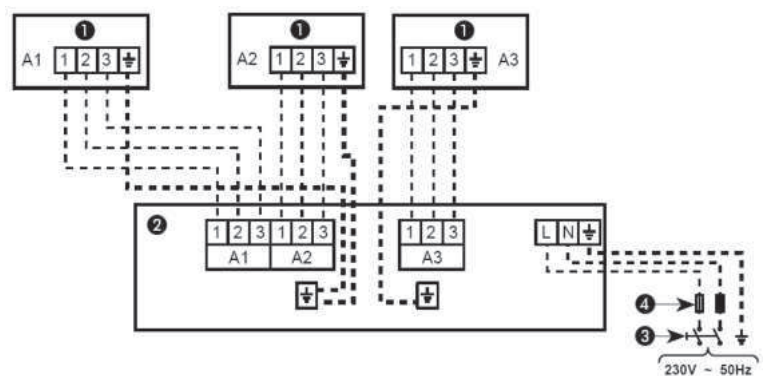 ❶ ❶ ❶
A1 1 2 3 A2 1 2 3 1 2 3 A3
❷ 1 2 3 1 2 3 1 2 3 L N
A1 A2 A3
❹
❸
230V ~ 50Hz